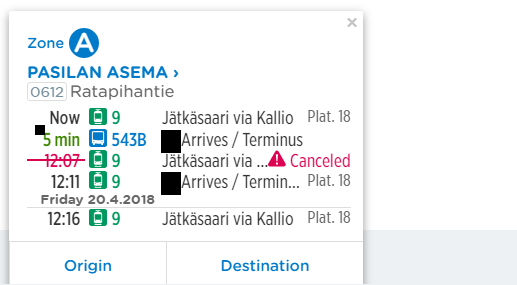 ×
Zone A
PASILAN ASEMA ›
0612 Ratapihantie
Now 9 Jätkäsaari via Kallio Plat. 18
5 min 543B Arrives / Terminus
12:07 9 Jätkäsaari via ... Canceled
12:11 9 Arrives / Termin... Plat. 18
Friday 20.4.2018
12:16 9 Jätkäsaari via Kallio Plat. 18
Origin Destination